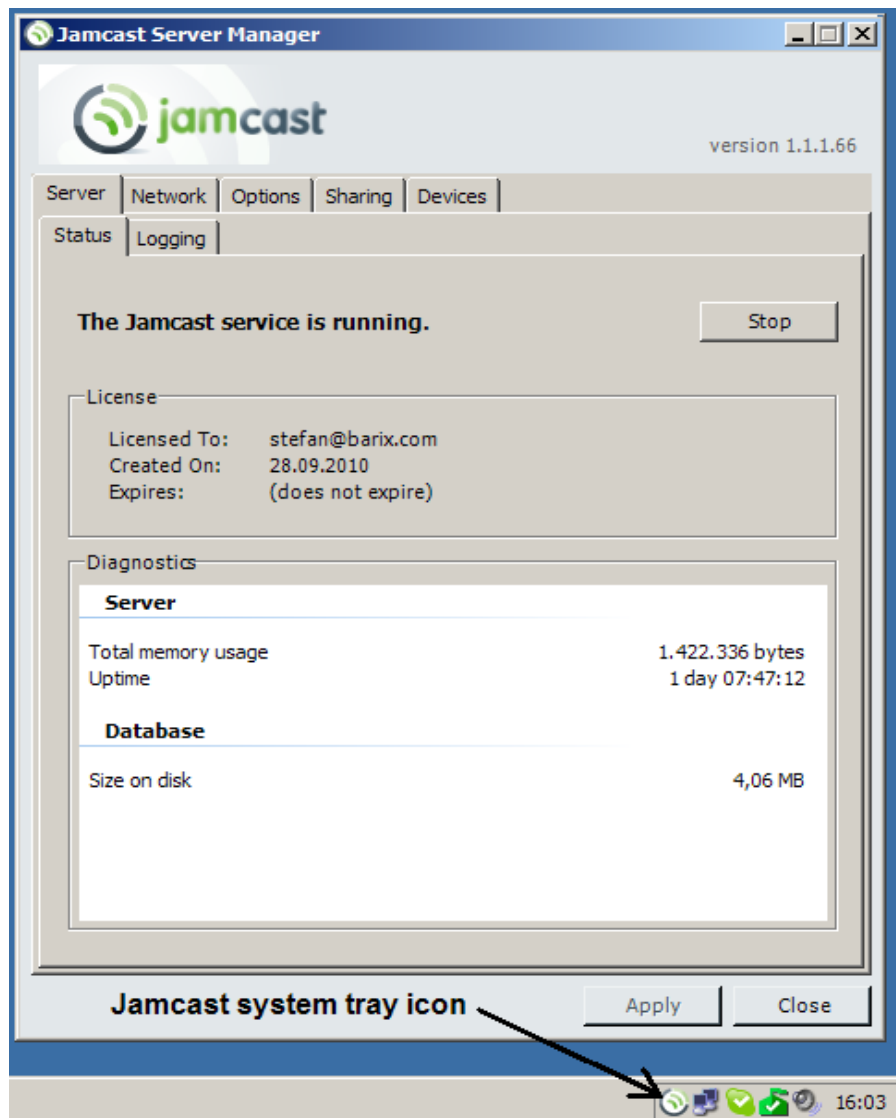 Jamcast Server Manager
jamcast
version 1.1.1.66
Server Network Options Sharing Devices
Status Logging
The Jamcast service is running. Stop
License
Licensed To: stefan@barix.com
Created On: 28.09.2010
Expires: (does not expire)
Diagnostics
Server
Total memory usage 1.422.336 bytes
Uptime 1 day 07:47:12
Database
Size on disk 4,06 MB
Jamcast system tray icon Apply Close
16:03